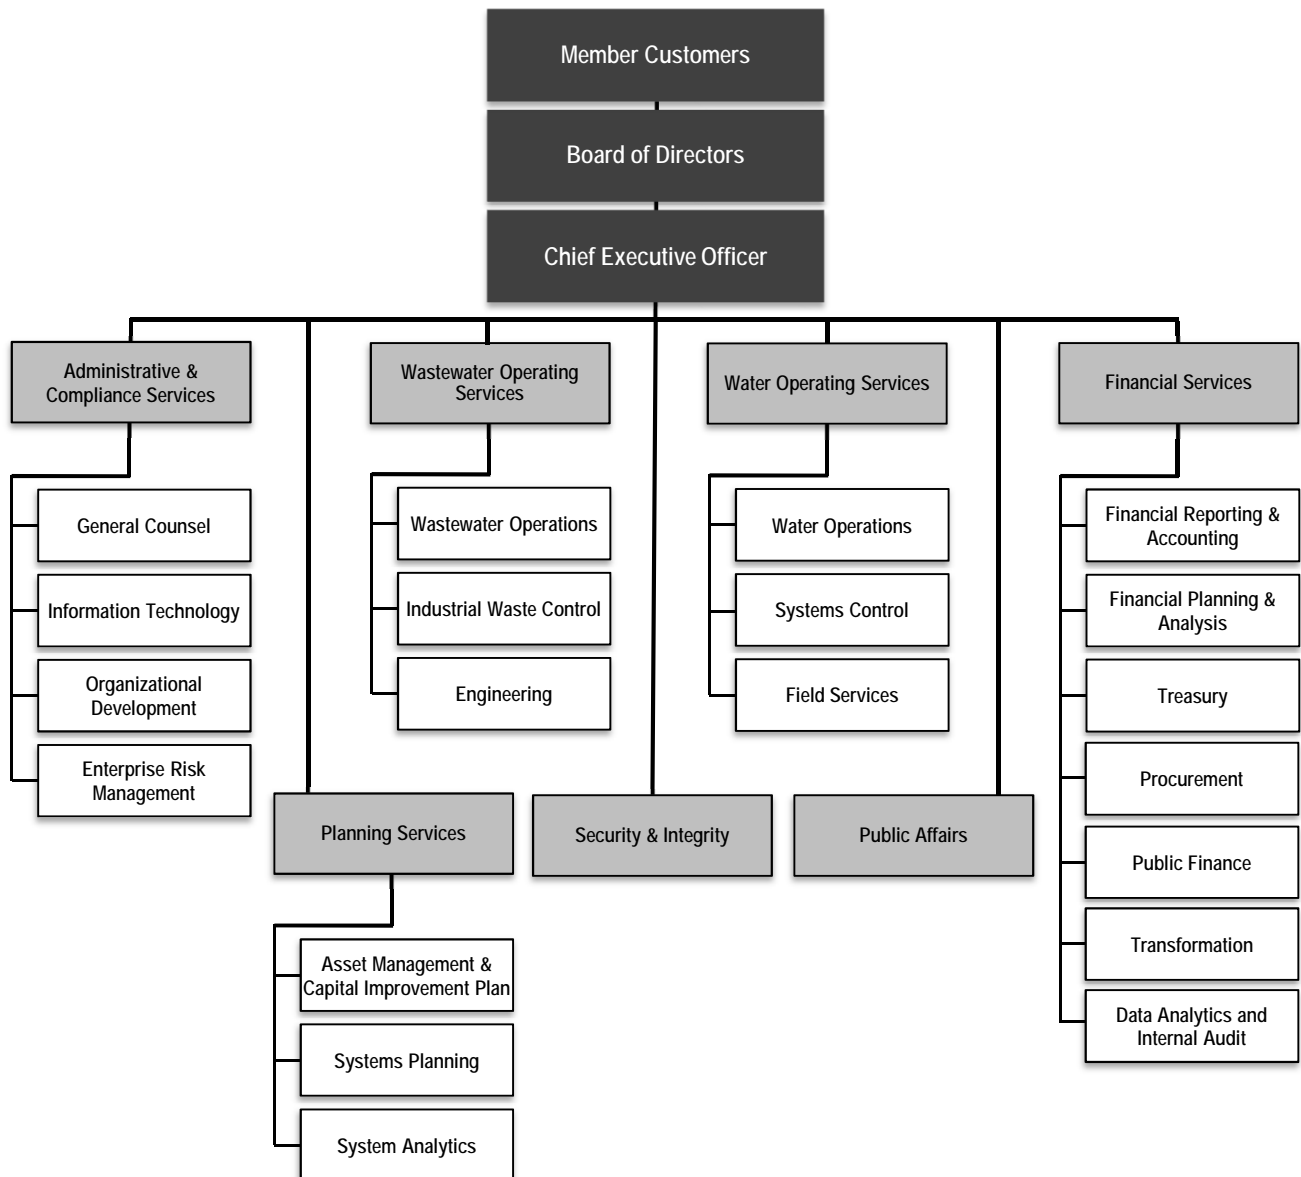 Member Customers
Board of Directors
Chief Executive Officer
Administrative &
Compliance Services
General Counsel
Information Technology
Organizational
Development
Enterprise Risk
Management
Wastewater Operating
Services
Wastewater Operations
Industrial Waste Control
Engineering
Water Operating Services
Water Operations
Systems Control
Field Services
Financial Services
Financial Reporting &
Accounting
Financial Planning &
Analysis
Treasury
Procurement
Public Finance
Transformation
Data Analytics and
Internal Audit
Planning Services
Asset Management &
Capital Improvement Plan
Systems Planning
System Analytics
Security & Integrity
Public Affairs